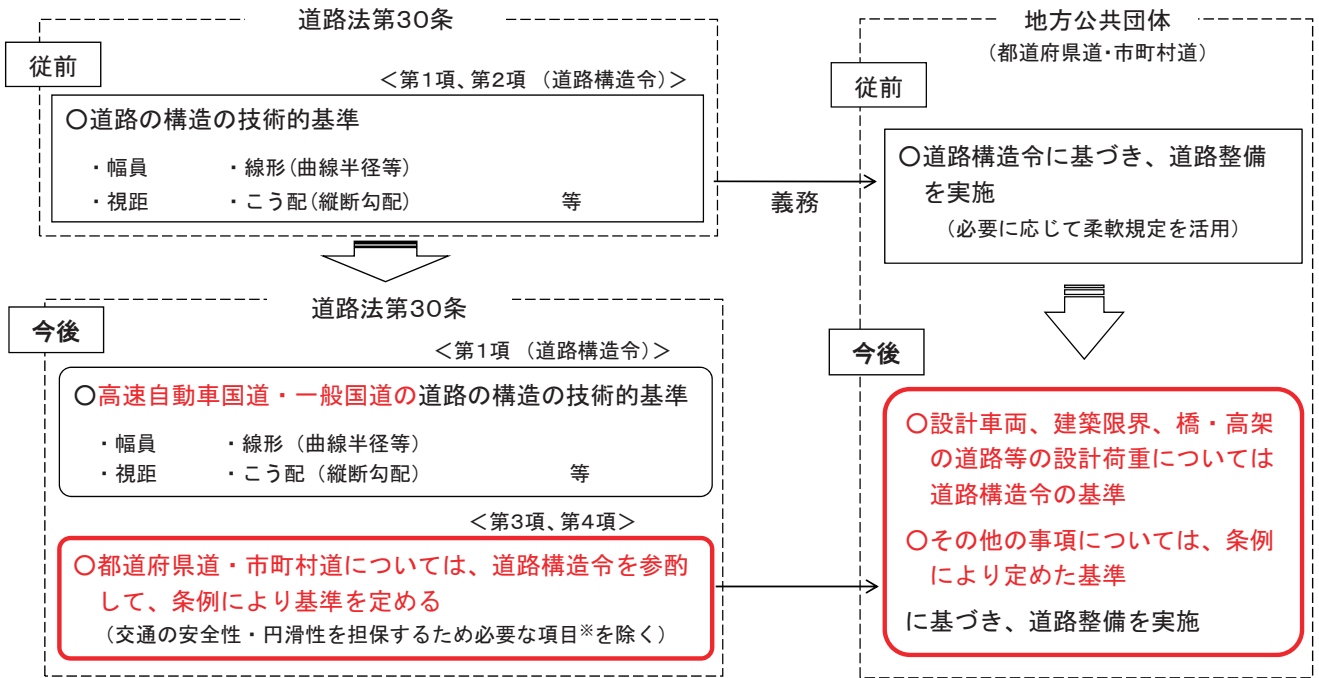 道路法第30条
従前
＜第1項、第2項 （道路構造令）＞
〇道路の構造の技術的基準
・幅員 ・線形（曲線半径等）
・視距 ・こう配（縦断勾配） 等
義務
地方公共団体
（都道府県道・市町村道）
従前
〇道路構造令に基づき、道路整備
を実施
（必要に応じて柔軟規定を活用）
道路法第30条
今後
＜第1項 （道路構造令）＞
〇高速自動車国道・一般国道の道路の構造の技術的基準
・幅員 ・線形（曲線半径等）
・視距 ・こう配（縦断勾配） 等
＜第3項、第4項＞
〇都道府県道・市町村道については、道路構造令を参酌
して、条例により基準を定める
（交通の安全性・円滑性を担保するため必要な項目※を除く）
今後
〇設計車両、建築限界、橋・高架
の道路等の設計荷重については
道路構造令の基準
〇その他の事項については、条例
により定めた基準
に基づき、道路整備を実施